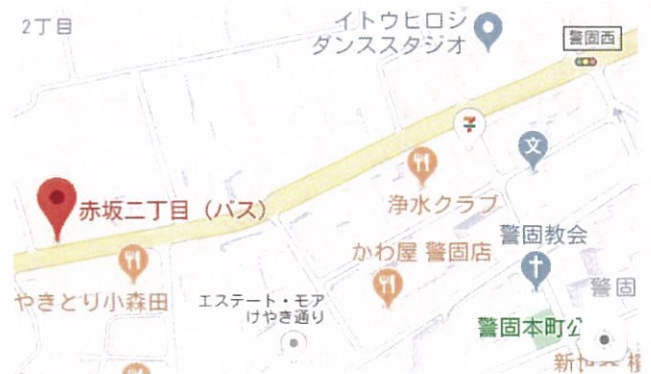 2丁目
イトウヒロシ
ダンススタジオ
警固西
7
文
赤坂二丁目（バス）
浄水クラブ
警固教会
かわ屋 警固店
やきとり小森田
エステート・モア
けやき通り
警固
警固本町公